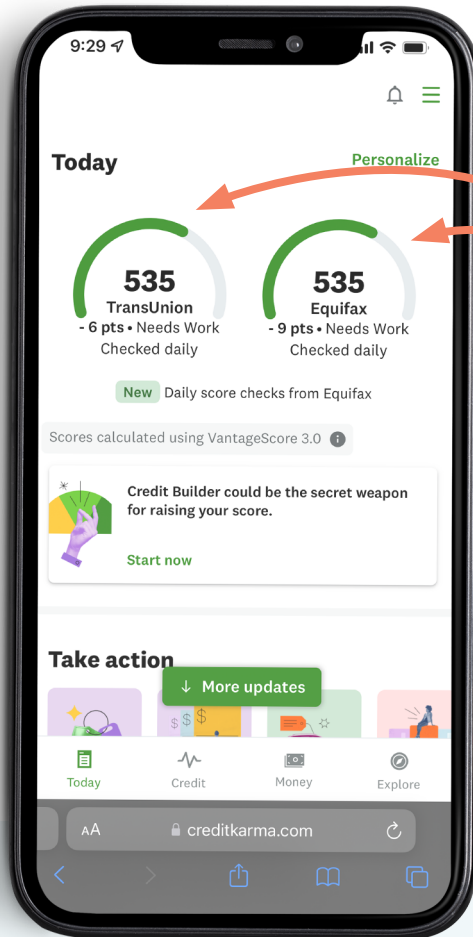 9:29
Today
Personalize
535
TransUnion
- 6 pts • Needs Work
Checked daily
535
Equifax
- 9 pts • Needs Work
Checked daily
New Daily score checks from Equifax
Scores calculated using VantageScore 3.0
Credit Builder could be the secret weapon
for raising your score.
Start now
Take action
↓ More updates
$ $ $
Today
Credit
Money
Explore
AA
creditkarma.com